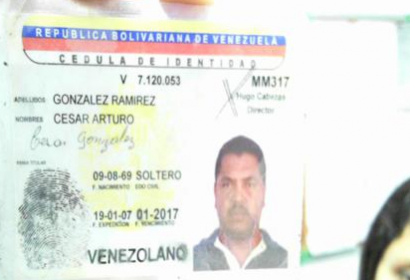 REPUBLICA BOLIVARIANA DE VENEZUELA
CEDULA DE IDENTIDAD
V 7.120.053
MM317
Hugo Cabezas
Director
APELLIDOS GONZALEZ RAMIREZ
NOMBRES CESAR ARTURO
Cesar Gonzalez
FIRMA TITULAR
09-08-69 SOLTERO
F. NACIMIENTO EDO CIVIL
19-01-07 01-2017
F. EXPEDICION F. VENCIMIENTO
VENEZOLANO